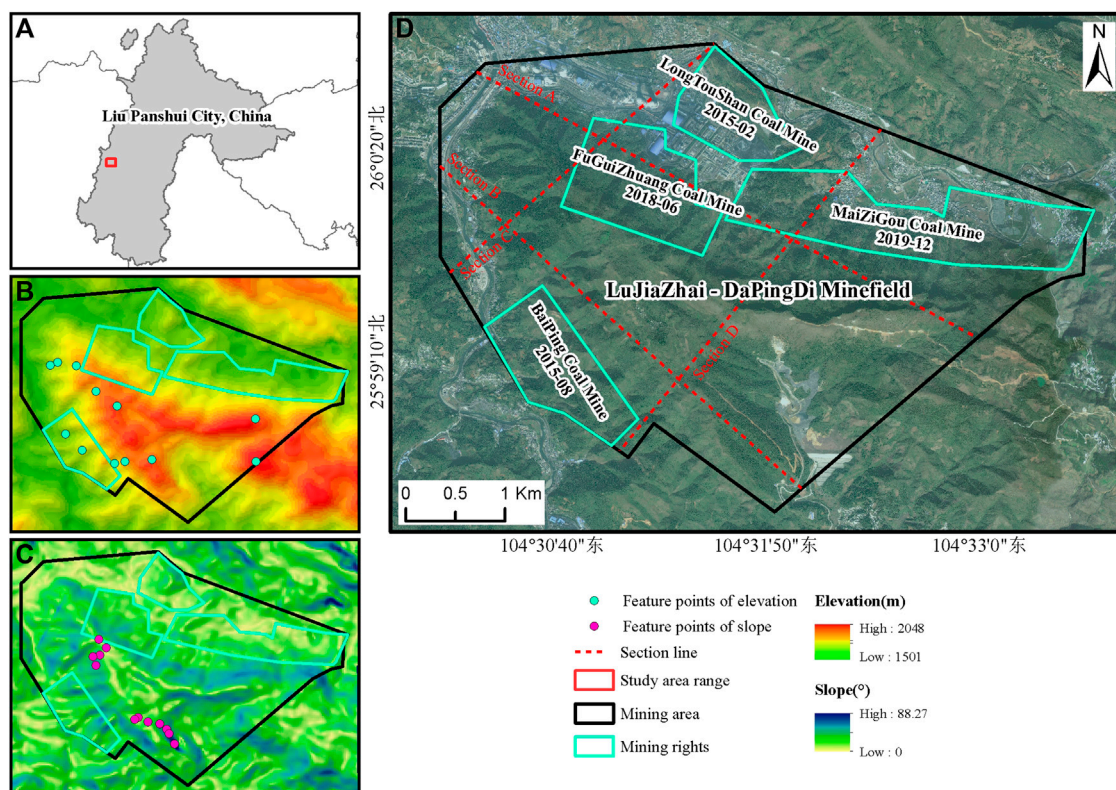 A
Liu Panshui City, China
B
C
D
N
Section A
Section B
Section C
Section D
LongTouShan Coal Mine
2015-02
FuGuiZhuang Coal Mine
2018-06
MaiZiGou Coal Mine
2019-12
LuJiaZhai - DaPingDi Minefield
BaiPing Coal Mine
2015-08
0 0.5 1 Km
26°0'20"北
25°59'10"北
104°30'40"东
104°31'50"东
104°33'0"东
Feature points of elevation
Feature points of slope
Section line
Study area range
Mining area
Mining rights
Elevation(m)
High : 2048
Low : 1501
Slope(°)
High : 88.27
Low : 0